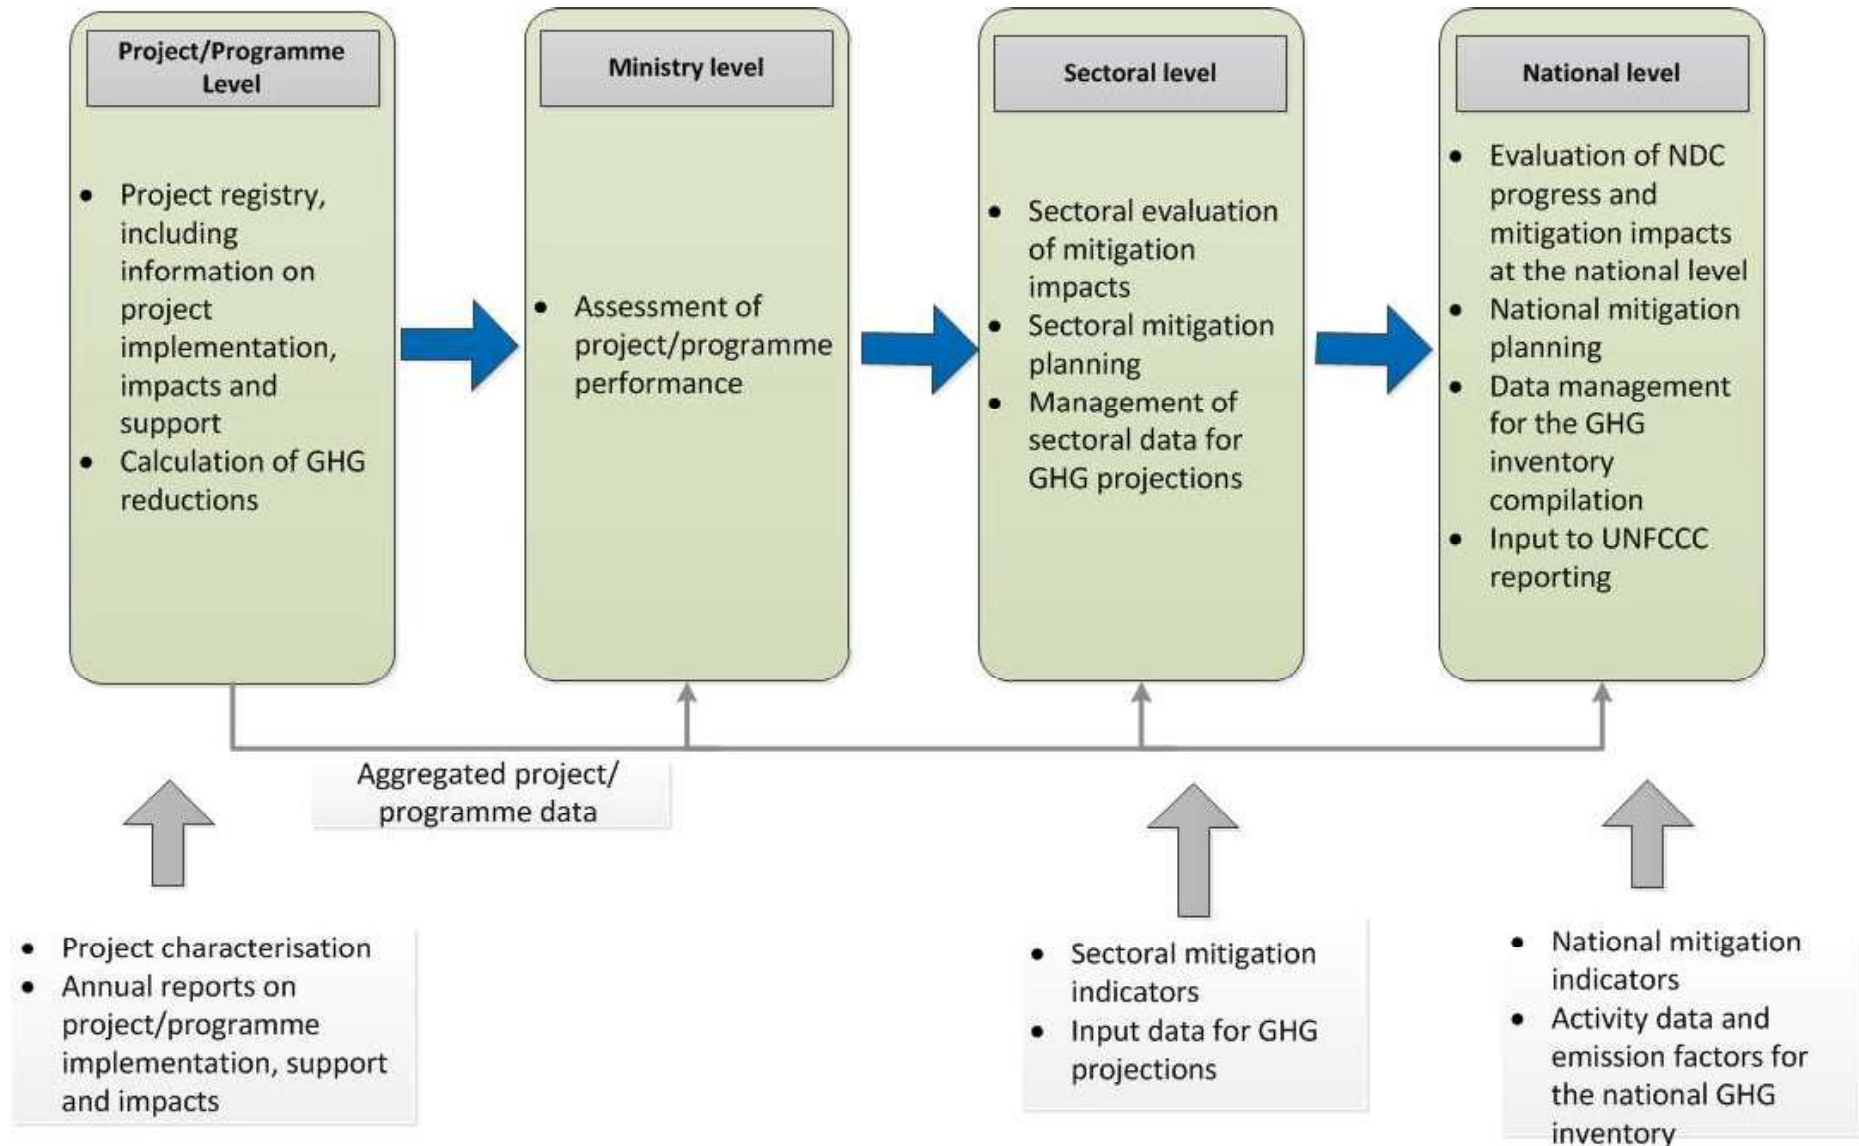 Project/Programme
Level
• Project registry,
including
information on
project
implementation,
impacts and
support
• Calculation of GHG
reductions
Ministry level
• Assessment of
project/programme
performance
Sectoral level
• Sectoral evaluation
of mitigation
impacts
• Sectoral mitigation
planning
• Management of
sectoral data for
GHG projections
National level
• Evaluation of NDC
progress and
mitigation impacts
at the national level
• National mitigation
planning
• Data management
for the GHG
inventory
compilation
• Input to UNFCCC
reporting
Aggregated project/
programme data
• Project characterisation
• Annual reports on
project/programme
implementation, support
and impacts
• Sectoral mitigation
indicators
• Input data for GHG
projections
• National mitigation
indicators
• Activity data and
emission factors for
the national GHG
inventory